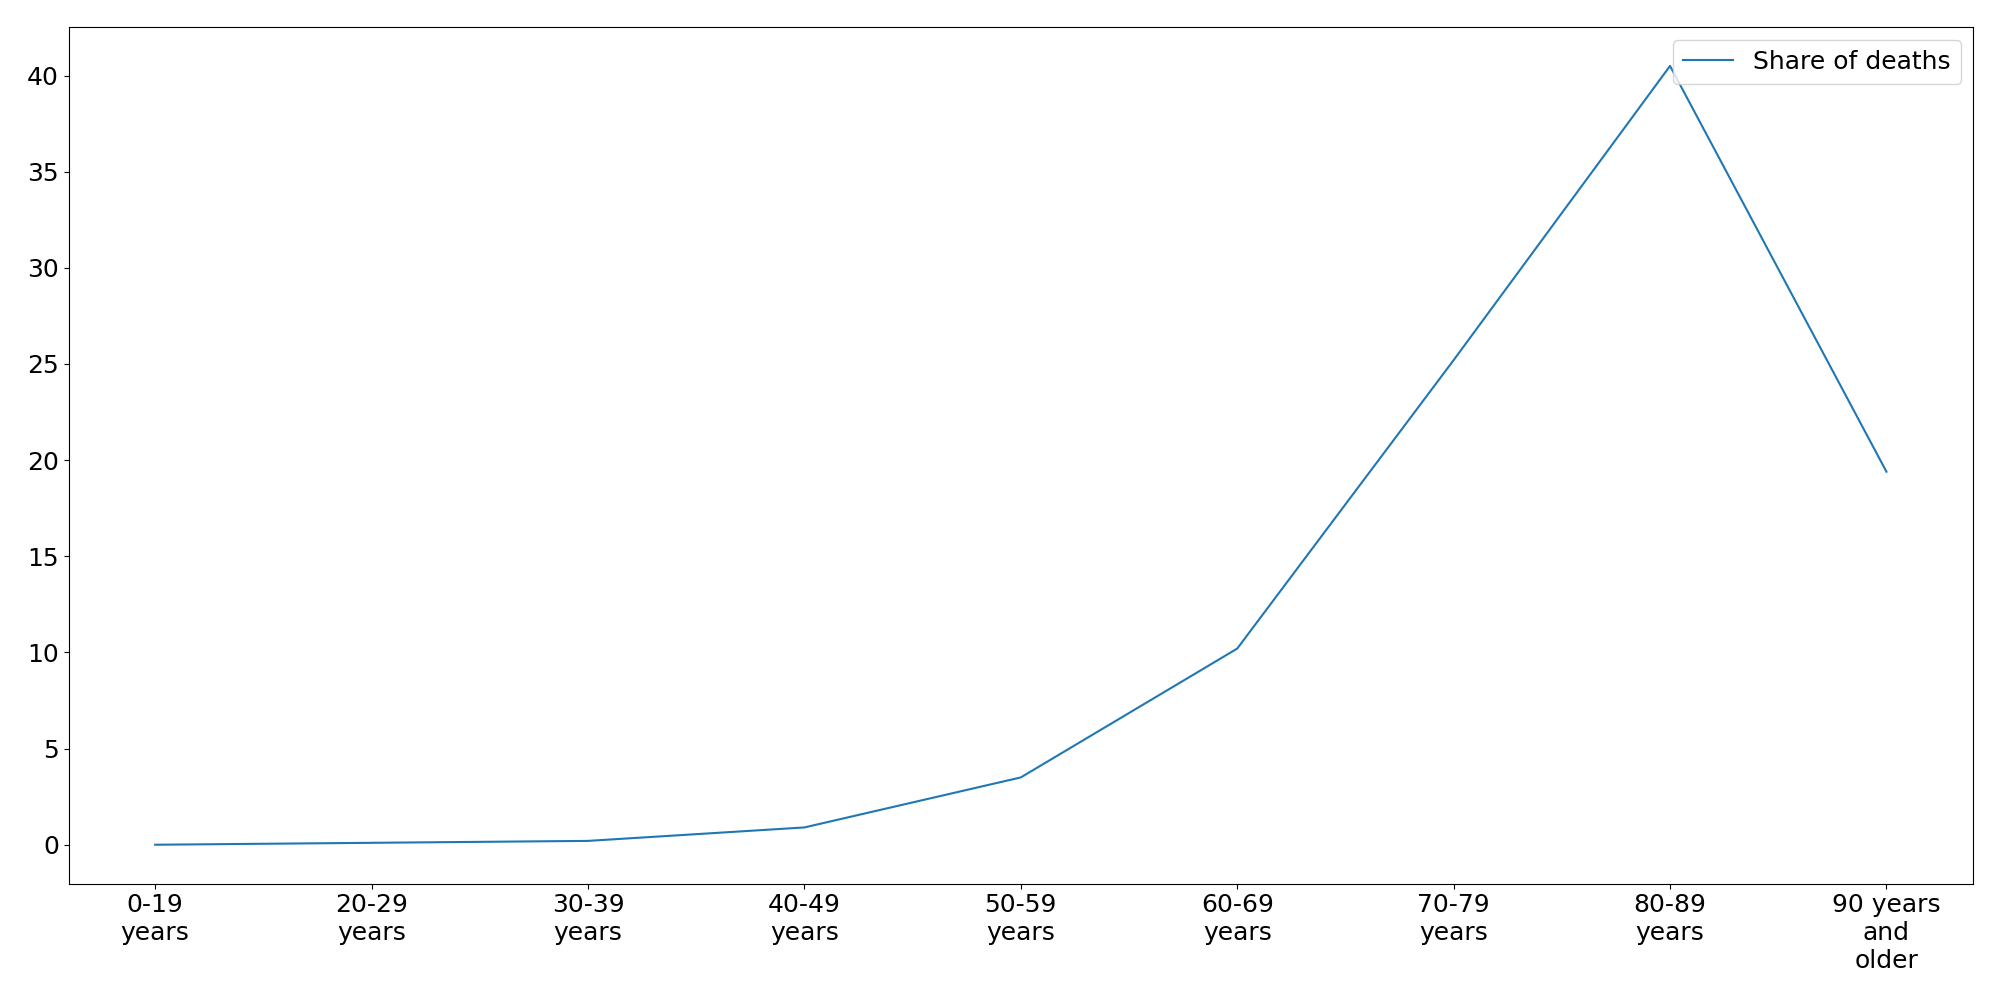 Share of deaths
40
35
30
25
20
15
10
5
0
0-19
years
20-29
years
30-39
years
40-49
years
50-59
years
60-69
years
70-79
years
80-89
years
90 years
and
older